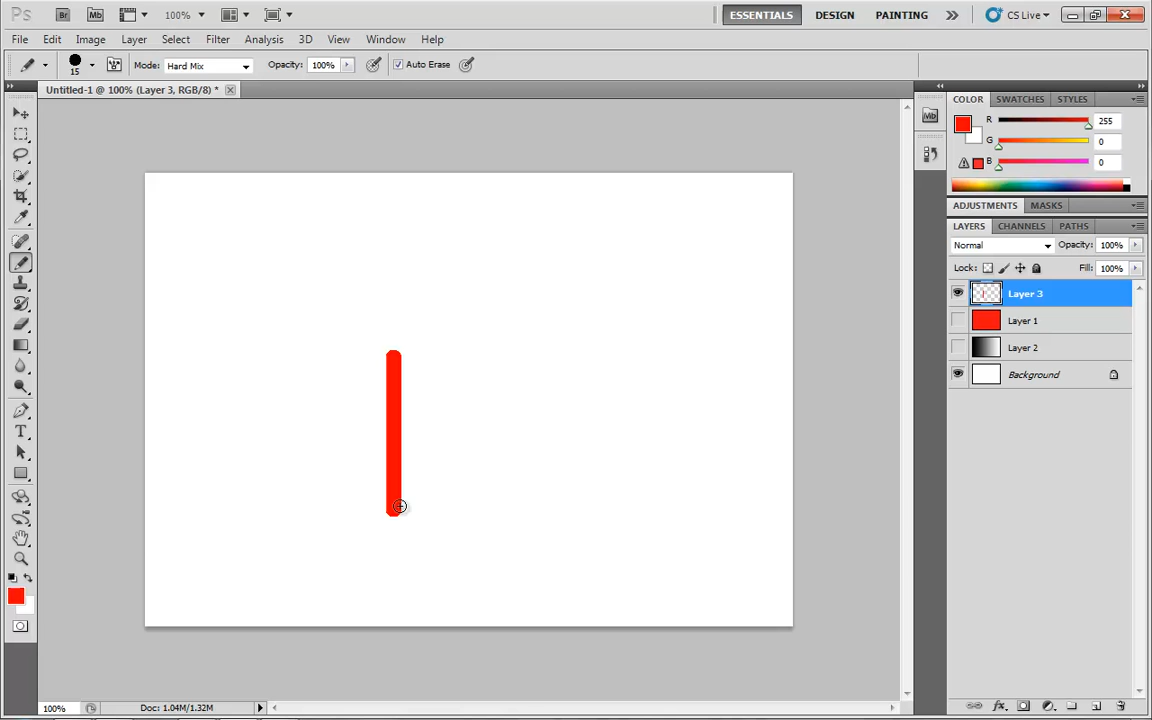 Ps Br Mb 100% ESSENTIALS DESIGN PAINTING CS Live
File Edit Image Layer Select Filter Analysis 3D View Window Help
15 Mode: Hard Mix Opacity: 100% Auto Erase
Untitled-1 @ 100% (Layer 3, RGB/8) *
COLOR SWATCHES STYLES
Mb
R 255
G 0
B 0
ADJUSTMENTS MASKS
LAYERS CHANNELS PATHS
Normal Opacity: 100%
Lock: Fill: 100%
Layer 3
Layer 1
Layer 2
Background
T
100% Doc: 1.04M/1.32M
fx